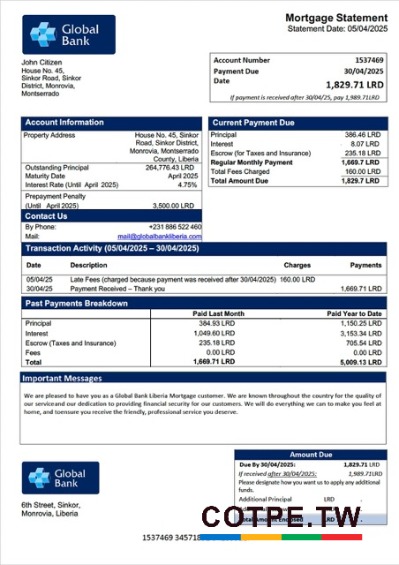 Global
Bank
Mortgage Statement
Statement Date: 05/04/2025
John Citizen
House No. 45,
Sinkor Road, Sinkor
District, Monrovia,
Montserrado
Account Number 1537469
Payment Due 30/04/2025
Date
1,829.71 LRD
If payment is received after 30/04/25, pay 1,989.71LRD
Account Information
Property Address House No. 45, Sinkor
Road, Sinkor District,
Monrovia, Montserrado
County, Liberia
Outstanding Principal 264,776.43 LRD
Maturity Date April 2025
Interest Rate (Until April 2025) 4.75%
Prepayment Penalty
(Until April 2025) 3,500.00 LRD
Contact Us
By Phone: +231 886 522 460
Mail: mail@globalbankliberia.com
Current Payment Due
Principal 386.46 LRD
Interest 8.07 LRD
Escrow (for Taxes and Insurance) 235.18 LRD
Regular Monthly Payment 1,669.7 LRD
Total Fees Charged 160.00 LRD
Total Amount Due 1,829.7 LRD
Transaction Activity (05/04/2025 – 30/04/2025)
Date Description Charges Payments
05/04/25 Late Fees (charged because payment was received after 30/04/2025) 160.00 LRD
30/04/25 Payment Received – Thank you 1,669.71 LRD
Past Payments Breakdown
Paid Last Month Paid Year to Date
Principal 384.93 LRD 1,150.25 LRD
Interest 1,049.60 LRD 3,153.34 LRD
Escrow (Taxes and Insurance) 235.18 LRD 705.54 LRD
Fees 0.00 LRD 0.00 LRD
Total 1,669.71 LRD 5,009.13 LRD
Important Messages
We are pleased to have you as a Global Bank Liberia Mortgage customer. We are known throughout the country for the quality of
our serviceand our dedication to providing financial security for our customers. We will do everything we can to make you feel at
home, and toensure you receive the friendly, professional service you deserve.
Global
Bank
6th Street, Sinkor,
Monrovia, Liberia
Amount Due
Due By 30/04/2025: 1,829.71 LRD
If received after 30/04/2025: 1,989.71LRD
Please designate how you want us to apply any additional
funds.
Additional Principal LRD .
Total Amount Enclosed LRD
COTPE.TW
1537469 345718